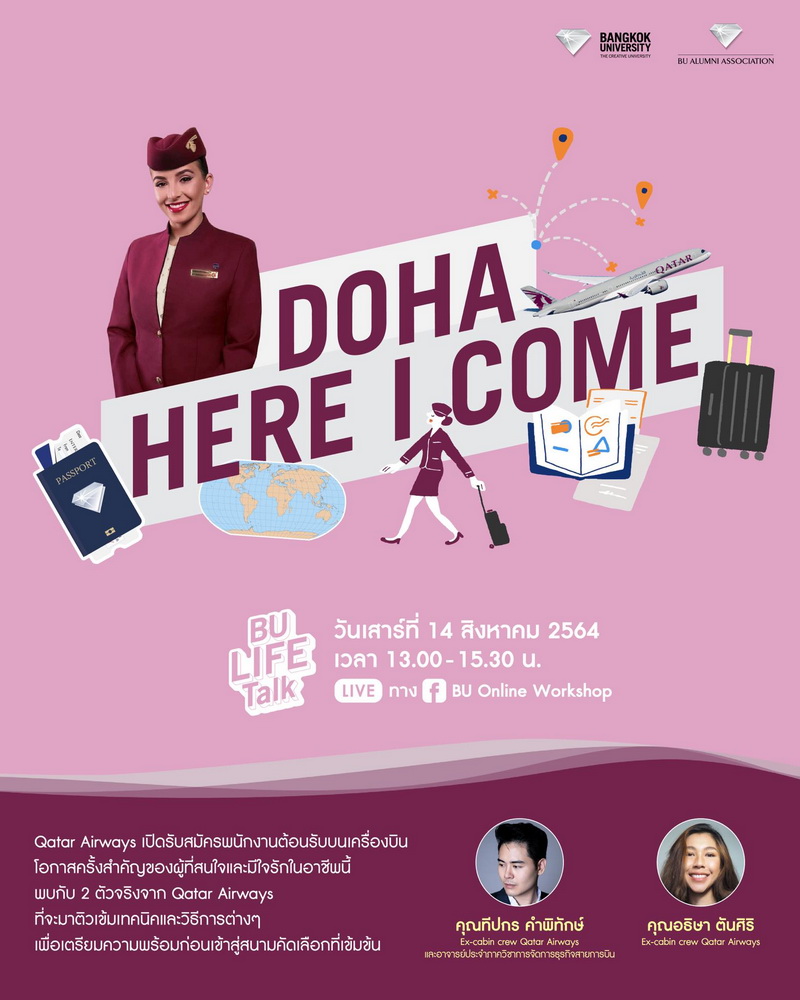 BANGKOK
UNIVERSITY
THE CREATIVE UNIVERSITY
BU ALUMNI ASSOCIATION
DOHA
QATAR
HERE I COME
PASSPORT
BU
LIFE
Talk
วันเสาร์ที่ 14 สิงหาคม 2564
เวลา 13.00 - 15.30 น.
LIVE ทาง f BU Online Workshop
Qatar Airways เปิดรับสมัครพนักงานต้อนรับบนเครื่องบิน
โอกาสครั้งสำคัญของผู้ที่สนใจและมีใจรักในอาชีพนี้
พบกับ 2 ตัวจริงจาก Qatar Airways
ที่จะมาติวเข้มเทคนิคและวิธีการต่างๆ
เพื่อเตรียมความพร้อมก่อนเข้าสู่สนามคัดเลือกที่เข้มข้น
คุณทีปกร คำพิทักษ์
Ex-cabin crew Qatar Airways
และอาจารย์ประจำภาควิชาการจัดการธุรกิจสายการบิน
คุณอธิษา ตันศิริ
Ex-cabin crew Qatar Airways